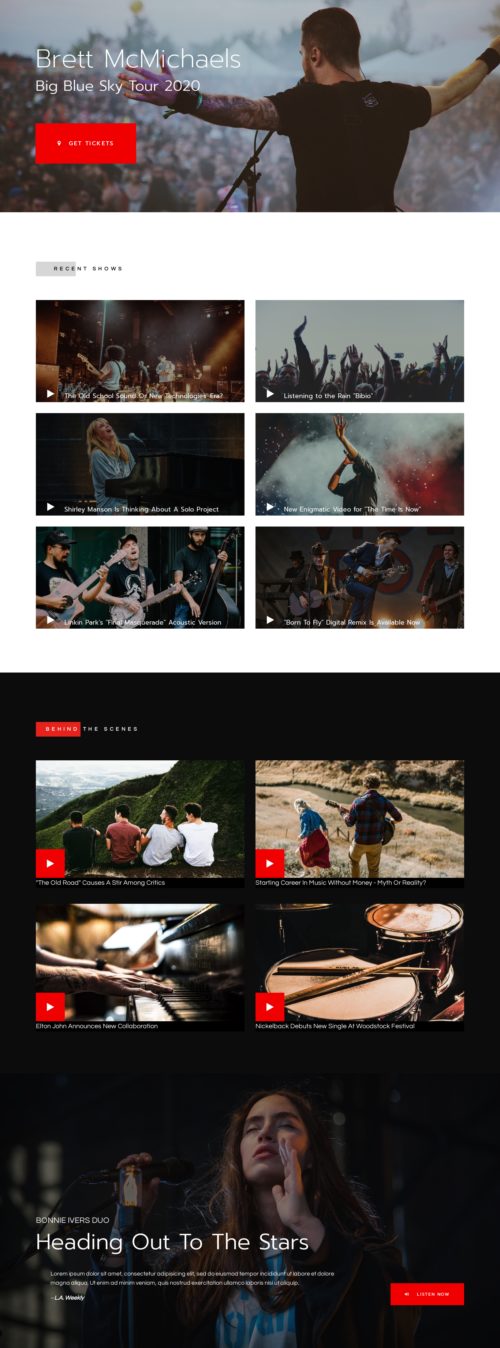 Brett McMichaels
Big Blue Sky Tour 2020
GET TICKETS
RECENT SHOWS
The Old School Sound Or New Technologies' Era?
Listening to the Rain "Bibio"
Shirley Manson Is Thinking About A Solo Project
New Enigmatic Video for "The Time Is Now"
Linkin Park's "Final Masquerade" Acoustic Version
"Born To Fly" Digital Remix Is Available Now
BEHIND THE SCENES
"The Old Road" Causes A Stir Among Critics
Starting Career In Music Without Money - Myth Or Reality?
Elton John Announces New Collaboration
Nickelback Debuts New Single At Woodstock Festival
BONNIE IVERS DUO
Heading Out To The Stars
Lorem ipsum dolor sit amet, consectetur adipisicing elit, sed do eiusmod tempor incididunt ut labore et dolore
magna aliqua. Ut enim ad minim veniam, quis nostrud exercitation ullamco laboris nisi ut aliquip.
- L.A. Weekly
LISTEN NOW